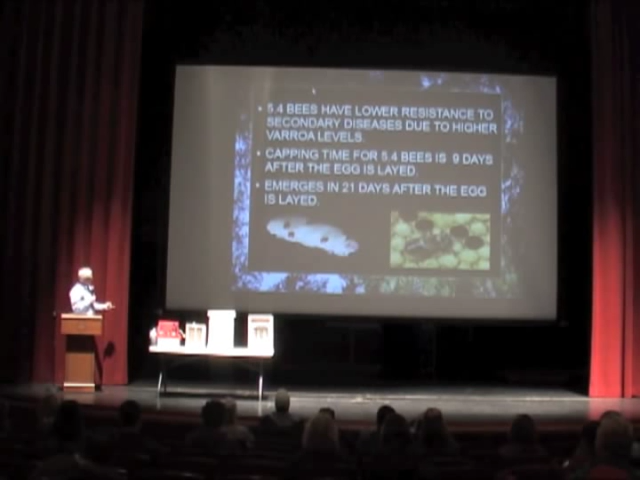 • 5.4 BEES HAVE LOWER RESISTANCE TO
SECONDARY DISEASES DUE TO HIGHER
VARROA LEVELS.
• CAPPING TIME FOR 5.4 BEES IS 9 DAYS
AFTER THE EGG IS LAYED.
• EMERGES IN 21 DAYS AFTER THE EGG
IS LAYED.